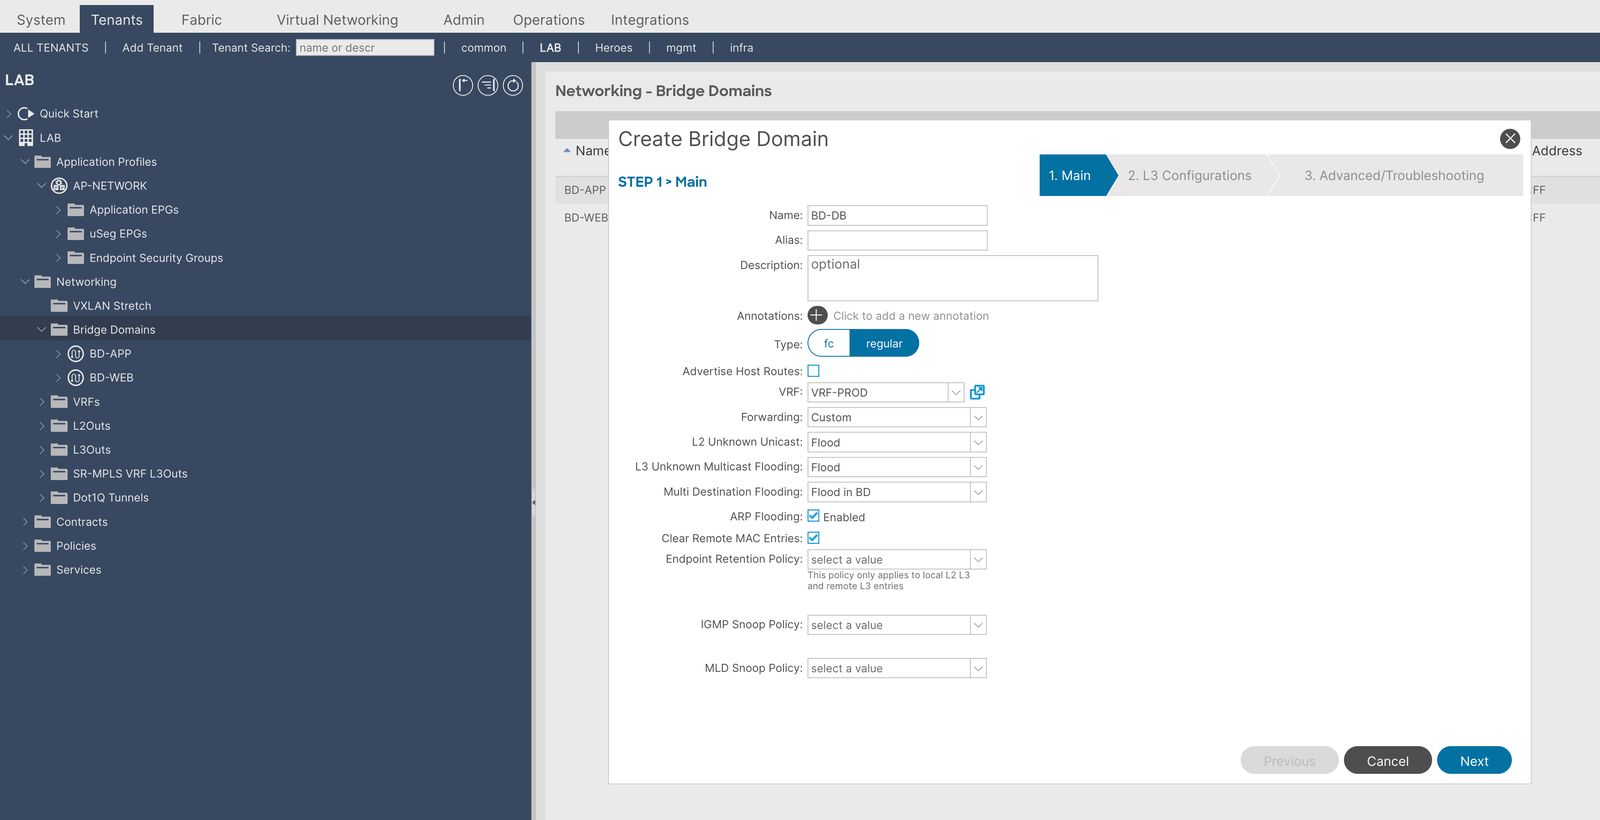 System Tenants Fabric Virtual Networking Admin Operations Integrations
ALL TENANTS | Add Tenant | Tenant Search: name or descr | common | LAB | Heroes | mgmt | infra
LAB
Quick Start
LAB
Application Profiles
AP-NETWORK
Application EPGs
uSeg EPGs
Endpoint Security Groups
Networking
VXLAN Stretch
Bridge Domains
BD-APP
BD-WEB
VRFs
L2Outs
L3Outs
SR-MPLS VRF L3Outs
Dot1Q Tunnels
Contracts
Policies
Services
Networking - Bridge Domains
Name
Address
BD-APP
FF
BD-WEB
FF
Create Bridge Domain
STEP 1 > Main
1. Main 2. L3 Configurations 3. Advanced/Troubleshooting
Name: BD-DB
Alias:
Description: optional
Annotations: Click to add a new annotation
Type: fc regular
Advertise Host Routes:
VRF: VRF-PROD
Forwarding: Custom
L2 Unknown Unicast: Flood
L3 Unknown Multicast Flooding: Flood
Multi Destination Flooding: Flood in BD
ARP Flooding: Enabled
Clear Remote MAC Entries:
Endpoint Retention Policy: select a value
This policy only applies to local L2 L3
and remote L3 entries
IGMP Snoop Policy: select a value
MLD Snoop Policy: select a value
Previous Cancel Next